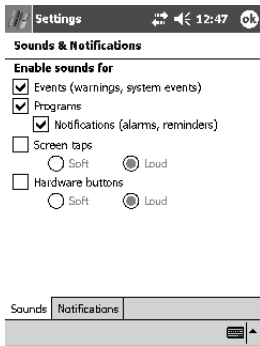 Settings 12:47 ok
Sounds & Notifications
Enable sounds for
Events (warnings, system events)
Programs
Notifications (alarms, reminders)
Screen taps
Soft Loud
Hardware buttons
Soft Loud
Sounds Notifications